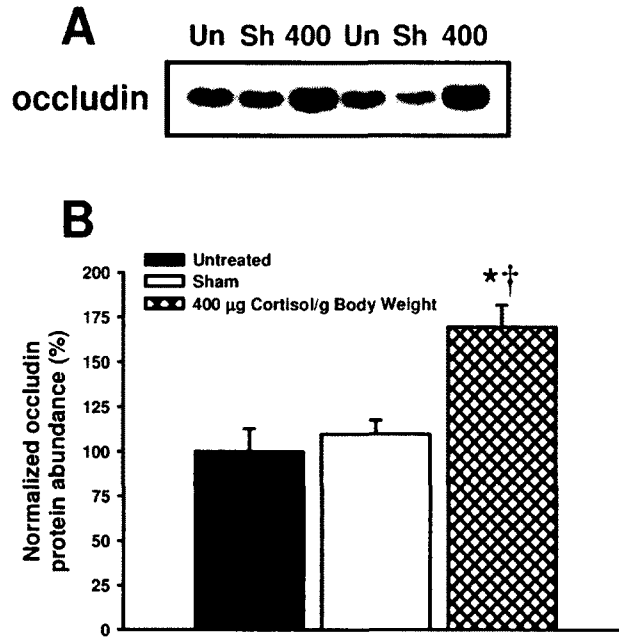 A
Un Sh 400 Un Sh 400
occludin
B
Untreated
Sham
400 µg Cortisol/g Body Weight
*†
Normalized occludin
protein abundance (%)
200
175
150
125
100
75
50
25
0